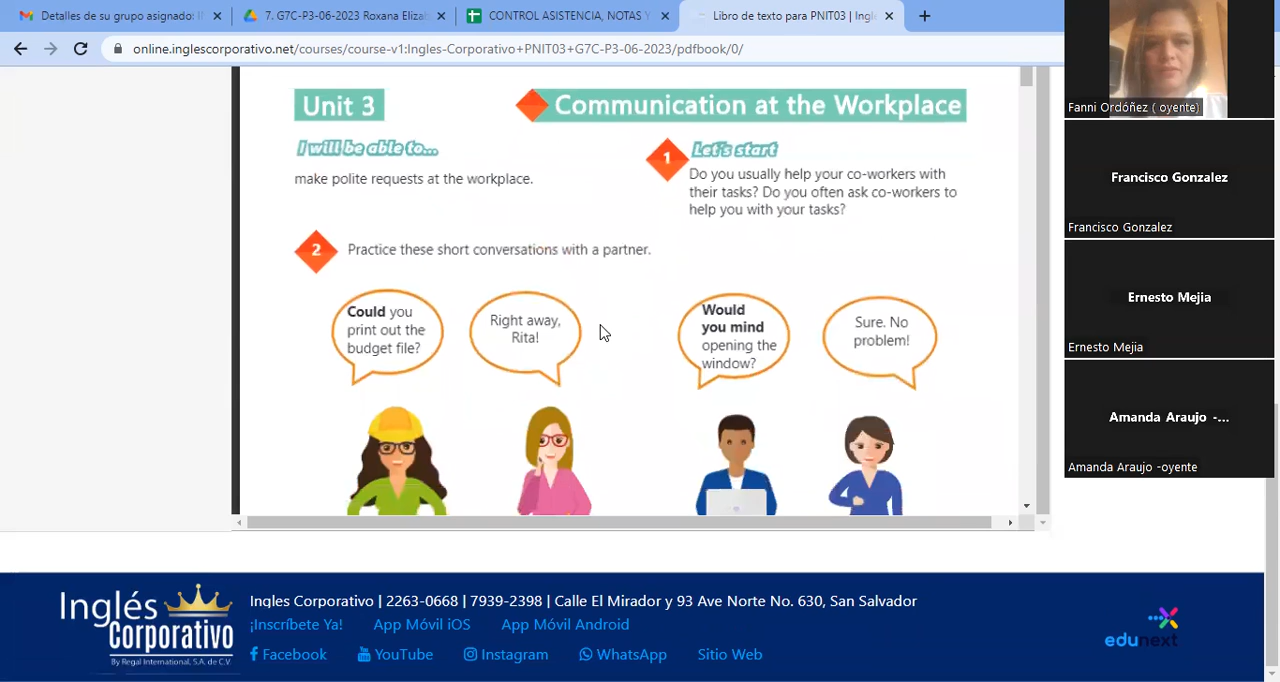 Detalles de su grupo asignado: I
7. G7C-P3-06-2023 Roxana Elizab
CONTROL ASISTENCIA, NOTAS Y
Libro de texto para PNIT03 | Ingl
online.inglescorporativo.net/courses/course-v1:Ingles-Corporativo+PNIT03+G7C-P3-06-2023/pdfbook/0/
Unit 3
Communication at the Workplace
I will be able to...
make polite requests at the workplace.
1
Let's start
Do you usually help your co-workers with
their tasks? Do you often ask co-workers to
help you with your tasks?
2
Practice these short conversations with a partner.
Could you
print out the
budget file?
Right away,
Rita!
Would
you mind
opening the
window?
Sure. No
problem!
Fanni Ordóñez ( oyente)
Francisco Gonzalez
Francisco Gonzalez
Ernesto Mejia
Ernesto Mejia
Amanda Araujo -...
Amanda Araujo -oyente
Inglés
Corporativo
By Regal International, S.A. de C.V.
Ingles Corporativo | 2263-0668 | 7939-2398 | Calle El Mirador y 93 Ave Norte No. 630, San Salvador
¡Inscríbete Ya!
App Móvil iOS
App Móvil Android
Facebook
YouTube
Instagram
WhatsApp
Sitio Web
edunext